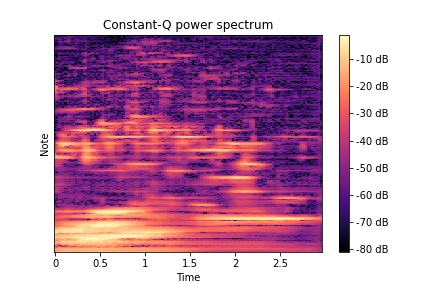 Constant-Q power spectrum
Note
-10 dB
-20 dB
-30 dB
-40 dB
-50 dB
-60 dB
-70 dB
-80 dB
0
0.5
1
1.5
2
2.5
Time